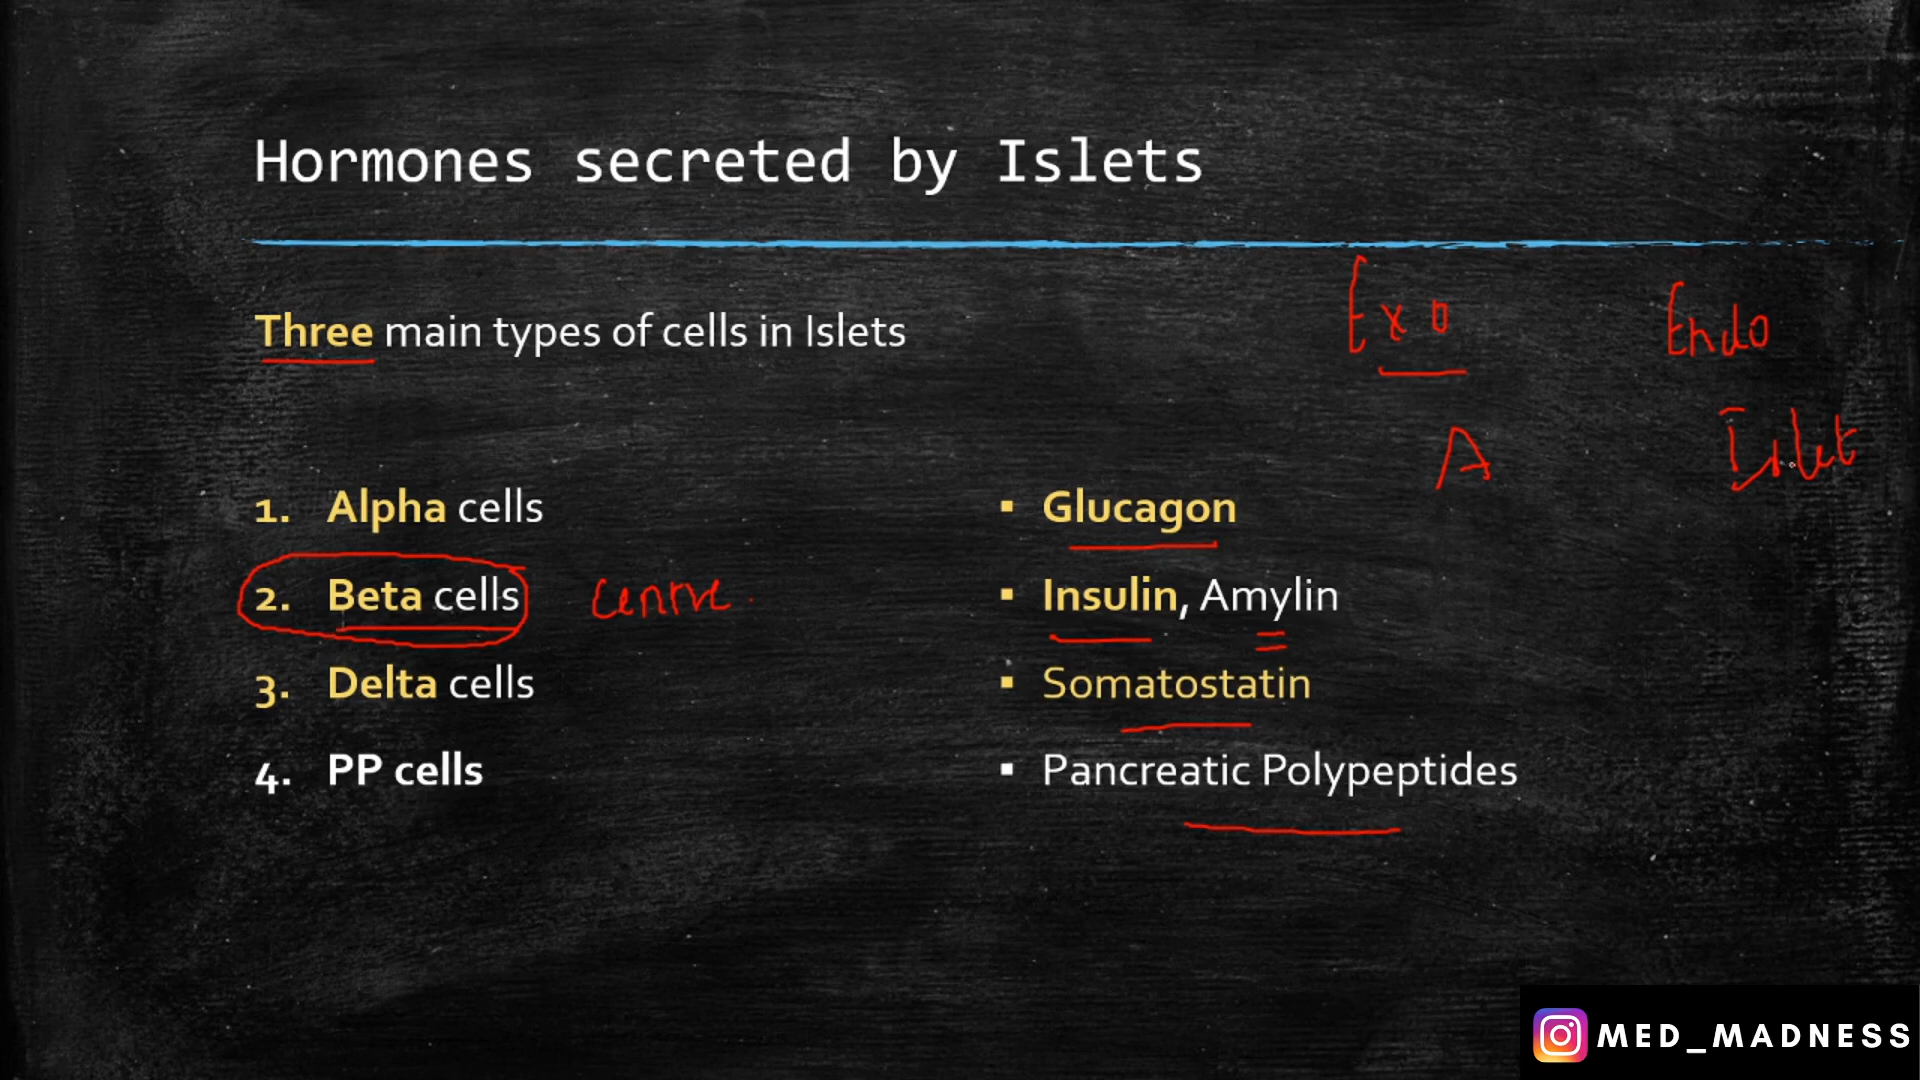 Hormones secreted by Islets
Exo Endo
Three main types of cells in Islets
A Islet
1. Alpha cells ▪ Glucagon
2. Beta cells centre ▪ Insulin, Amylin
3. Delta cells ▪ Somatostatin
4. PP cells ▪ Pancreatic Polypeptides
MED_MADNESS